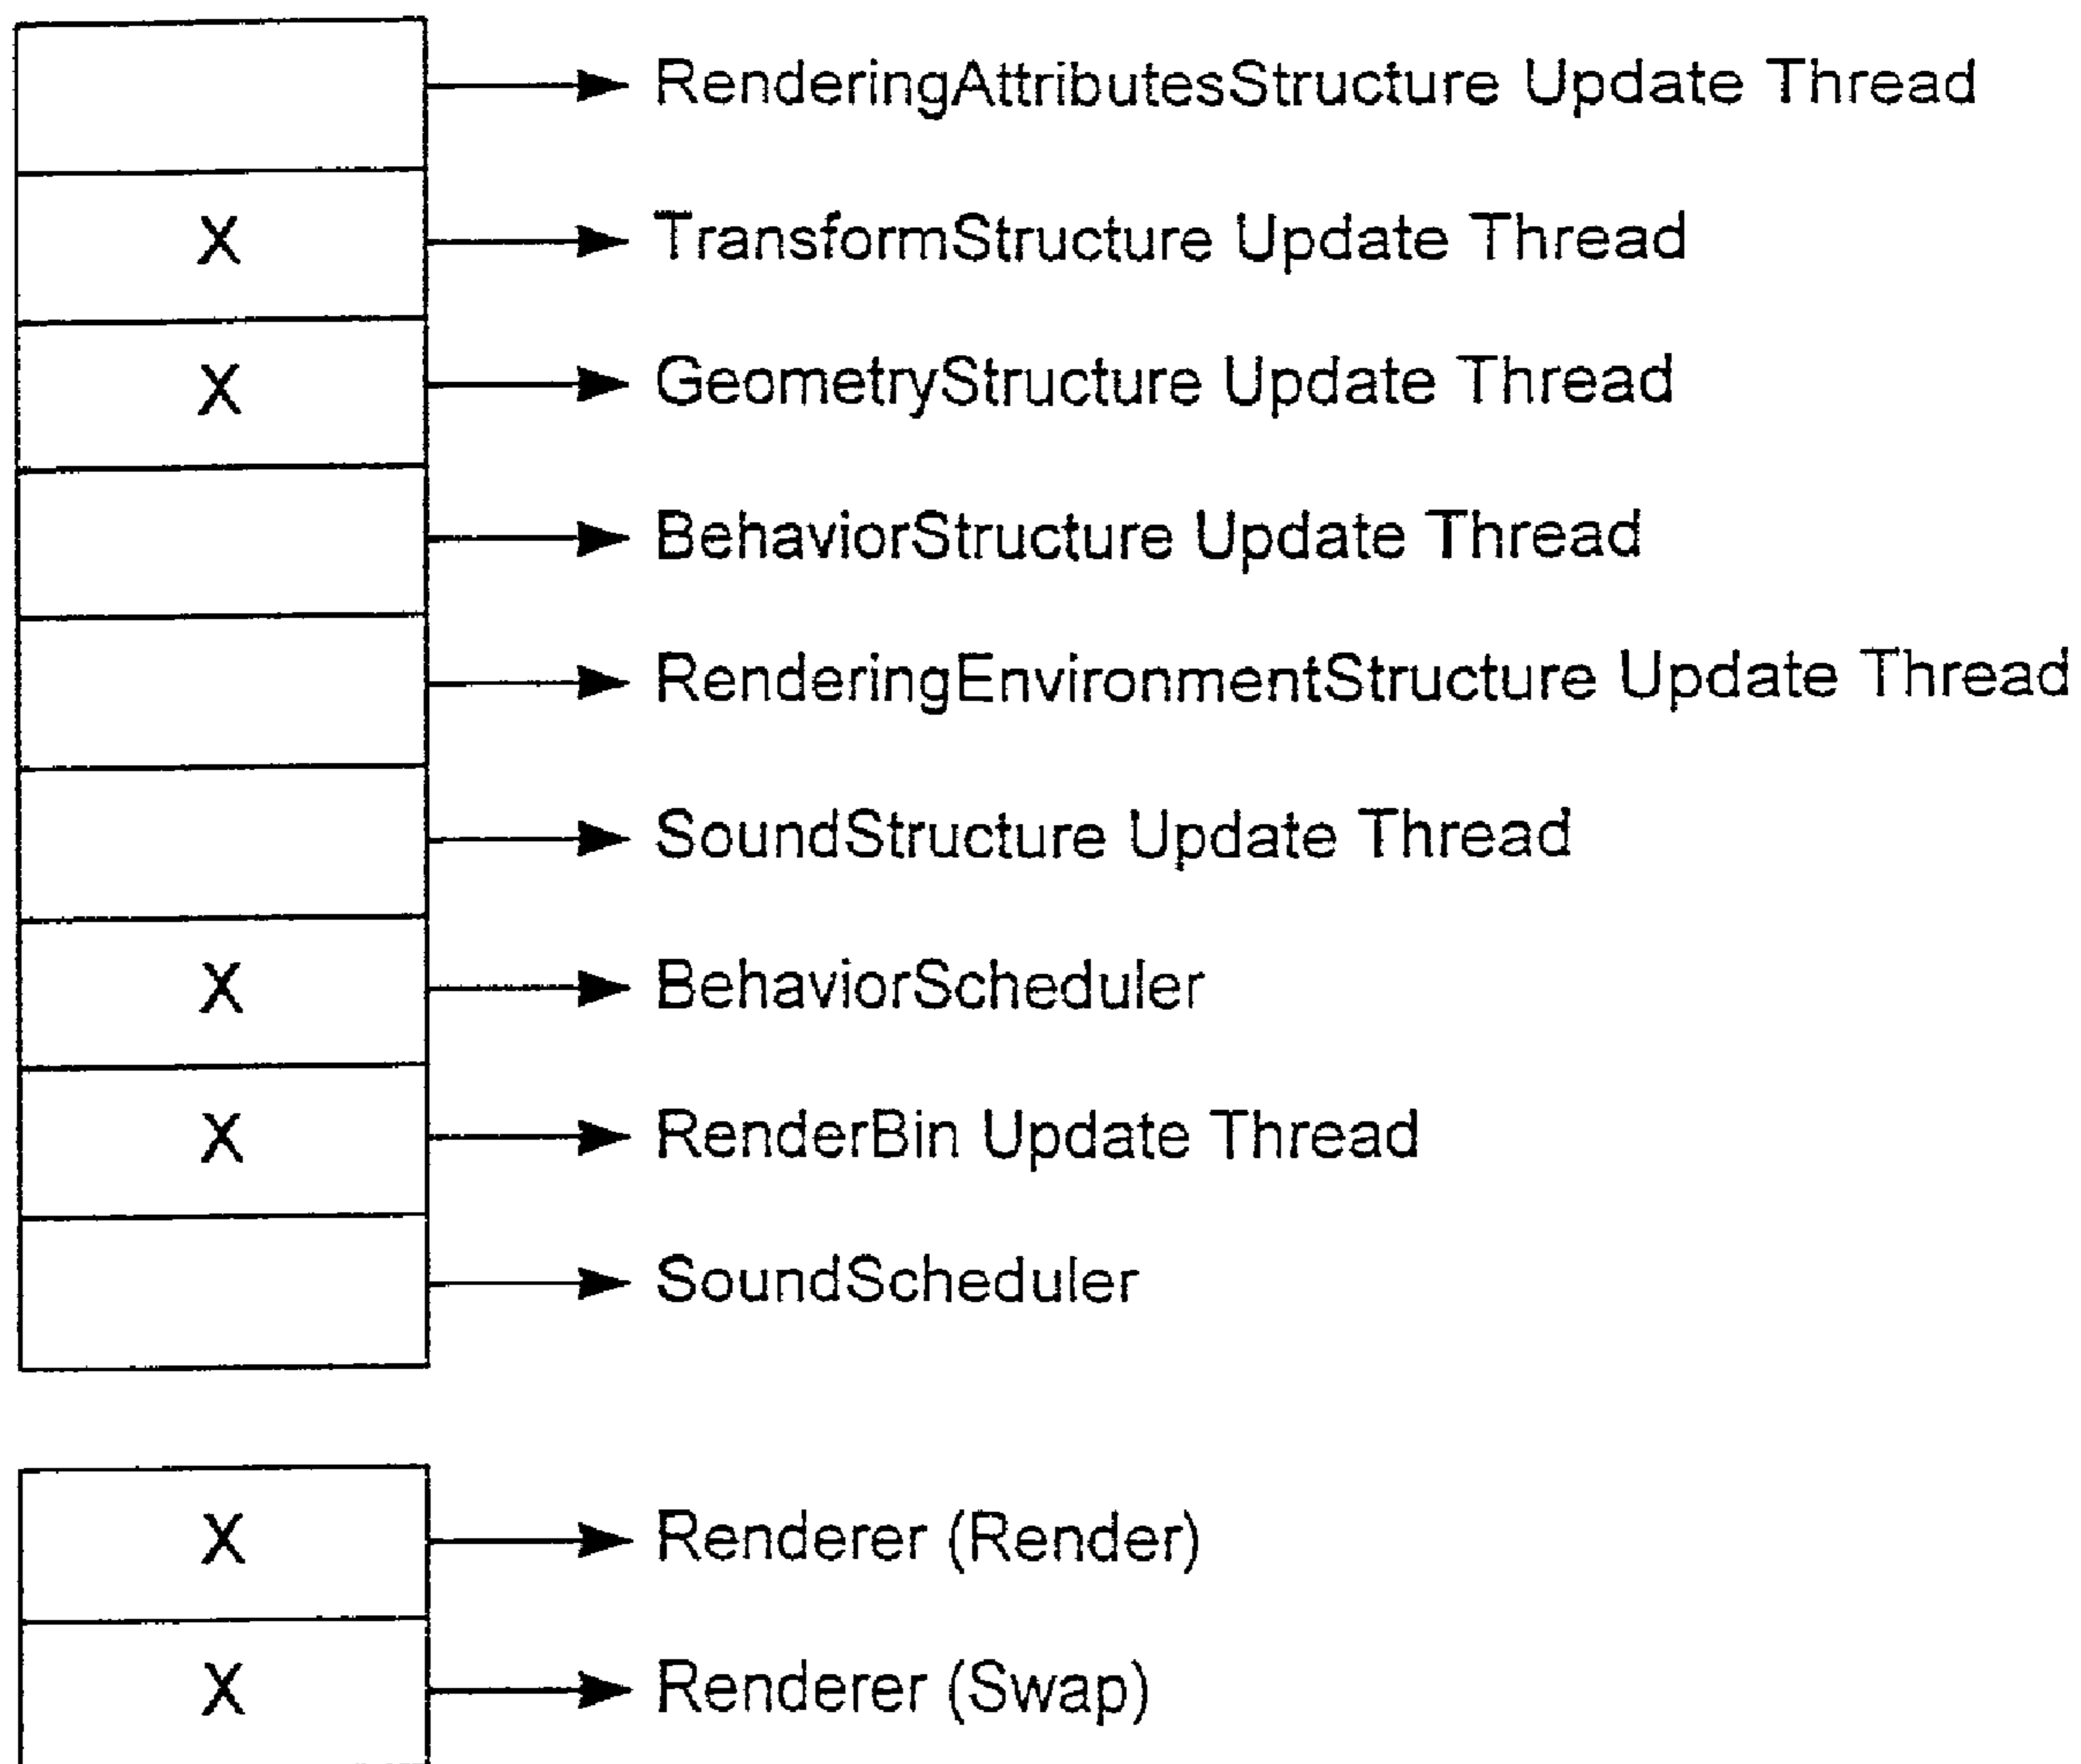 RenderingAttributesStructure Update Thread
X TransformStructure Update Thread
X GeometryStructure Update Thread
BehaviorStructure Update Thread
RenderingEnvironmentStructure Update Thread
SoundStructure Update Thread
X BehaviorScheduler
X RenderBin Update Thread
SoundScheduler
X Renderer (Render)
X Renderer (Swap)